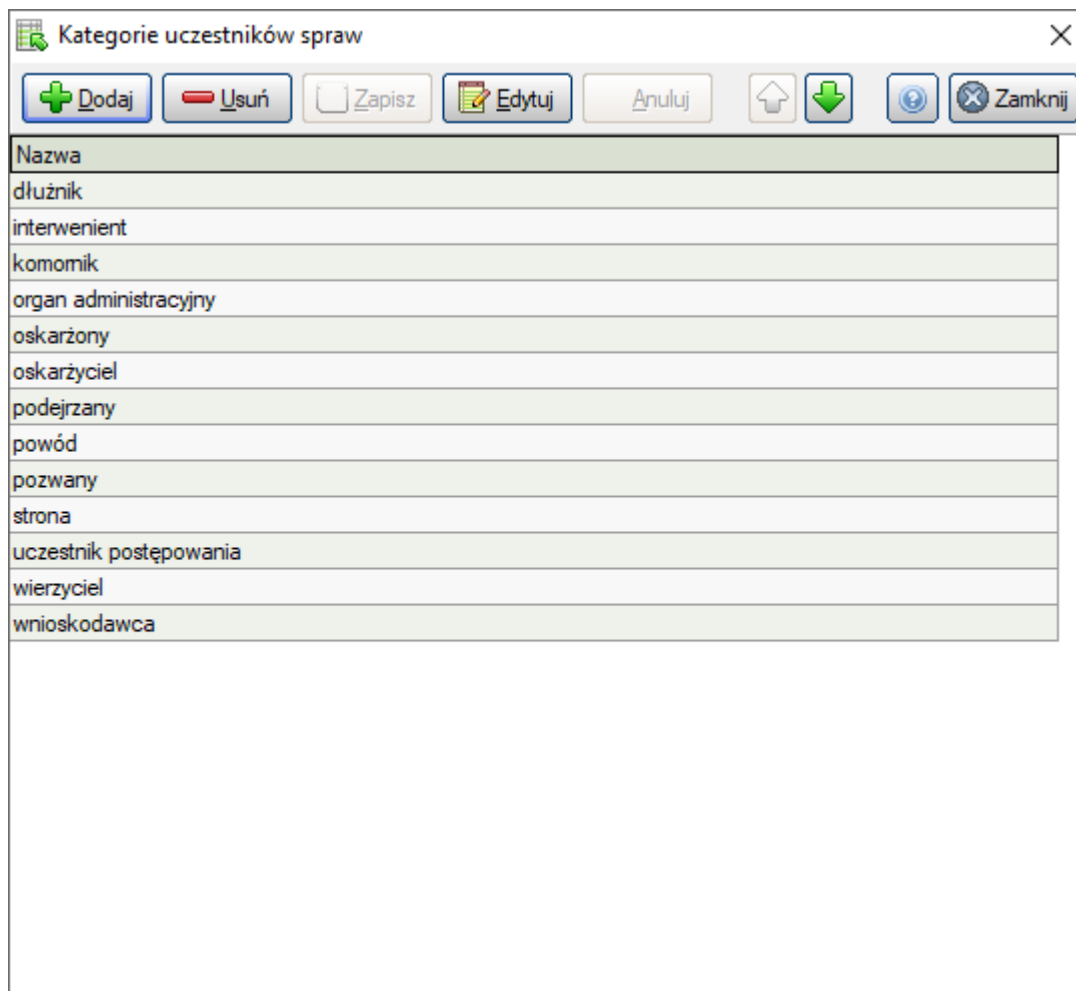 Kategorie uczestników spraw
Dodaj Usuń Zapisz Edytuj Anuluj Zamknij
Nazwa
dłużnik
interwenient
komornik
organ administracyjny
oskarżony
oskarżyciel
podejrzany
powód
pozwany
strona
uczestnik postępowania
wierzyciel
wnioskodawca